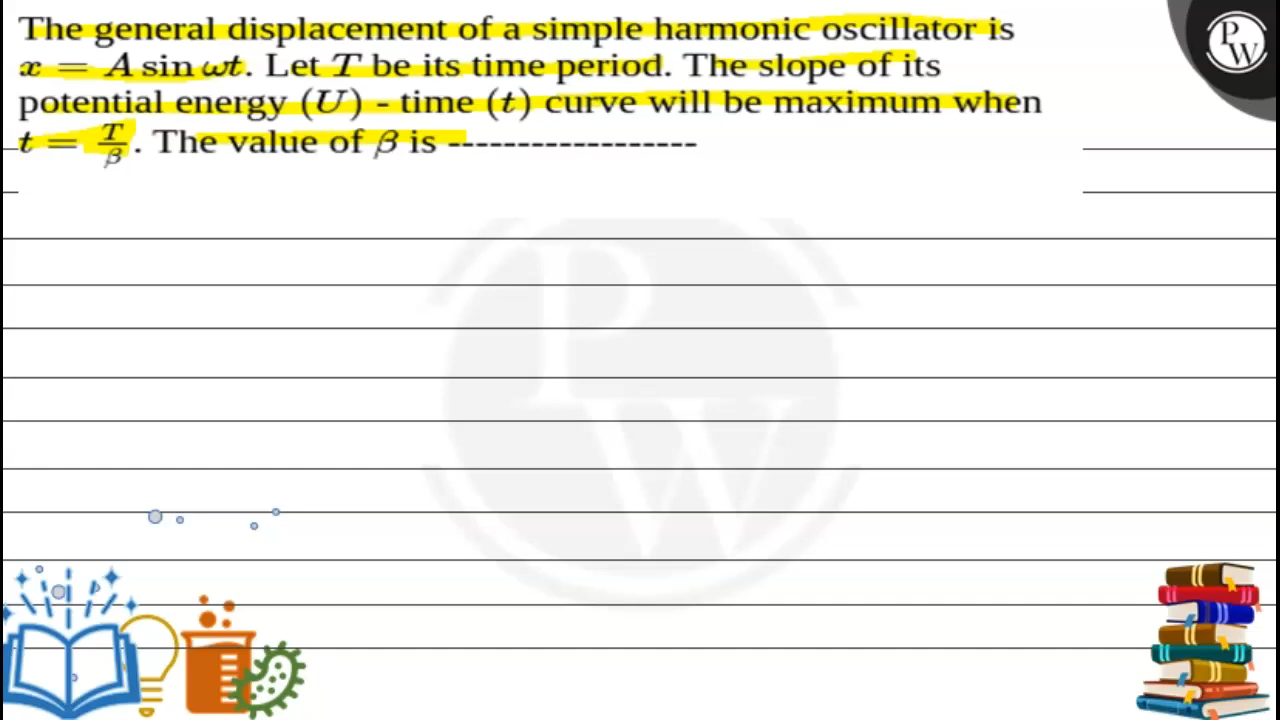 The general displacement of a simple harmonic oscillator is
x = A sin ωt. Let T be its time period. The slope of its
potential energy (U) - time (t) curve will be maximum when
t = T/β. The value of β is -------------------
P
W
P
W